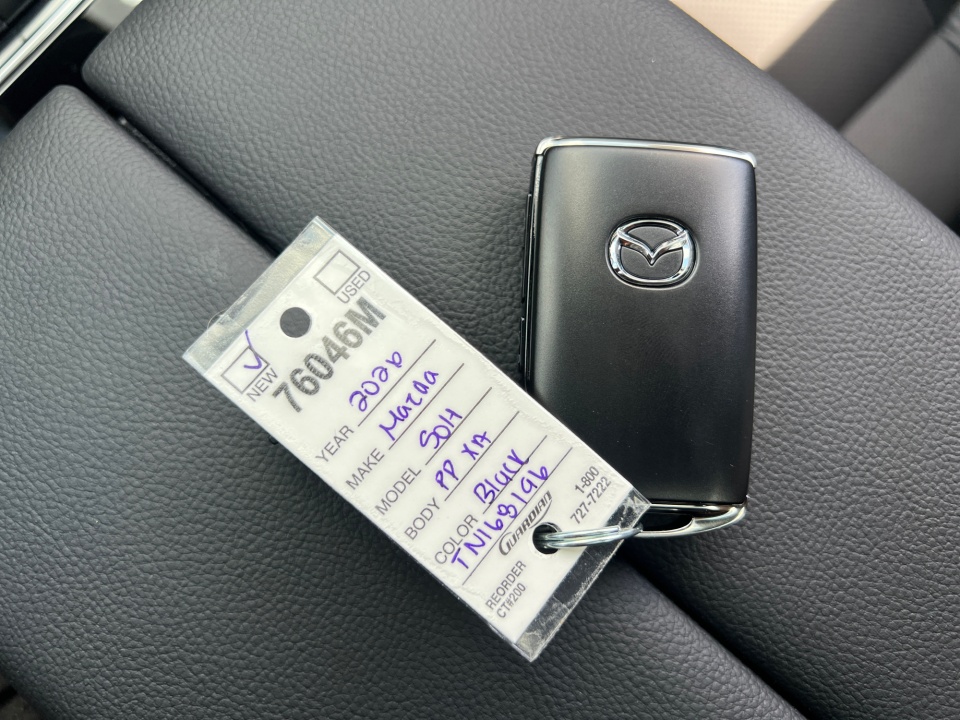 USED
NEW
76046M
YEAR 2026
MAKE Mazda
MODEL 50H
BODY PP XA
COLOR Black
TN168196
GUARDIAN
REORDER CT#200
1-800
727-7222